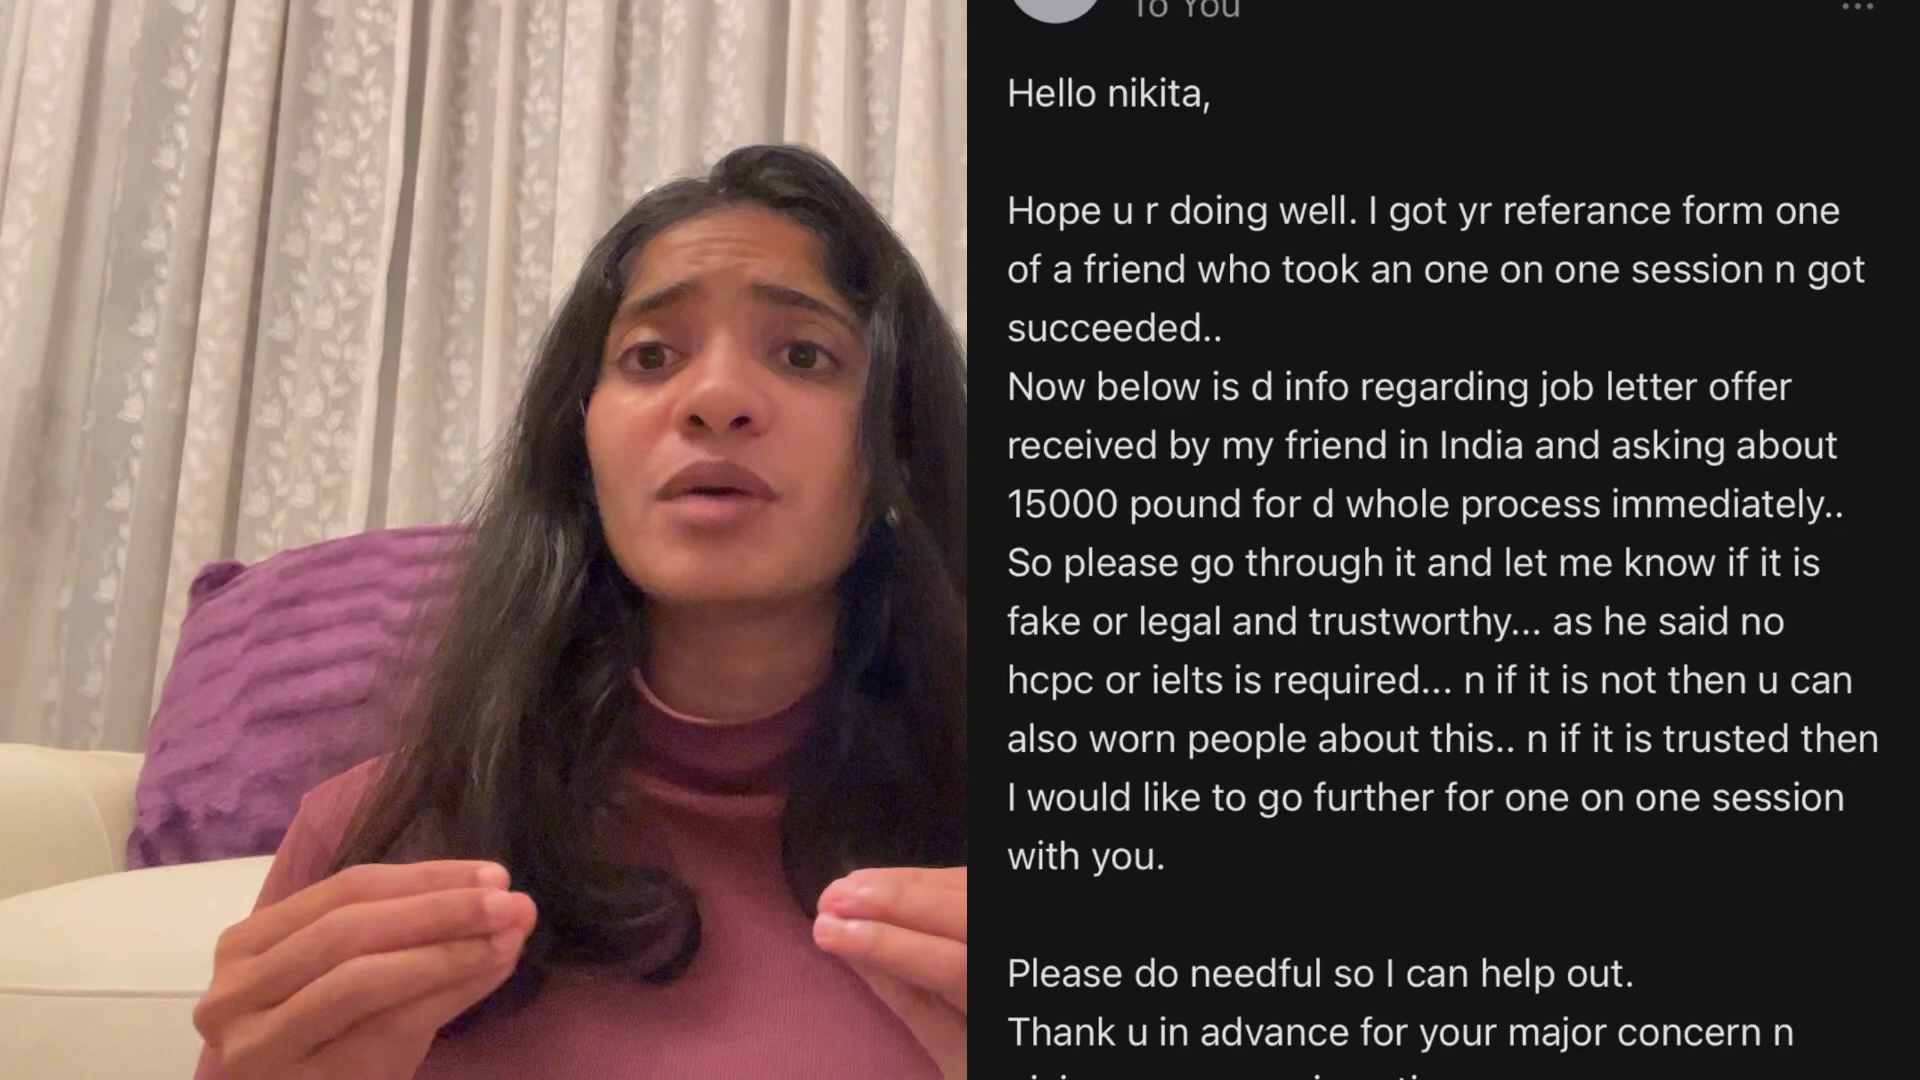 To You
Hello nikita,
Hope u r doing well. I got yr referance form one
of a friend who took an one on one session n got
succeeded..
Now below is d info regarding job letter offer
received by my friend in India and asking about
15000 pound for d whole process immediately..
So please go through it and let me know if it is
fake or legal and trustworthy... as he said no
hcpc or ielts is required... n if it is not then u can
also worn people about this.. n if it is trusted then
I would like to go further for one on one session
with you.
Please do needful so I can help out.
Thank u in advance for your major concern n